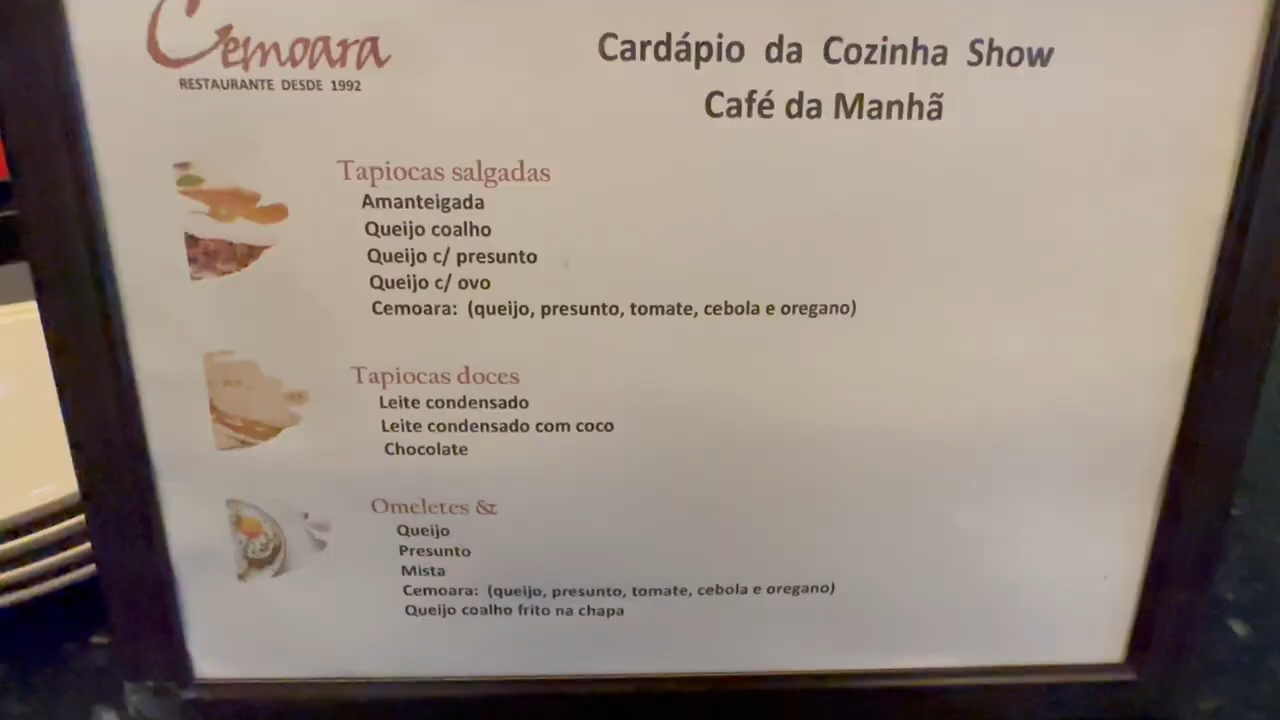 Cemoara
RESTAURANTE DESDE 1992
Cardápio da Cozinha Show
Café da Manhã
Tapiocas salgadas
Amanteigada
Queijo coalho
Queijo c/ presunto
Queijo c/ ovo
Cemoara: (queijo, presunto, tomate, cebola e oregano)
Tapiocas doces
Leite condensado
Leite condensado com coco
Chocolate
Omeletes &
Queijo
Presunto
Mista
Cemoara: (queijo, presunto, tomate, cebola e oregano)
Queijo coalho frito na chapa